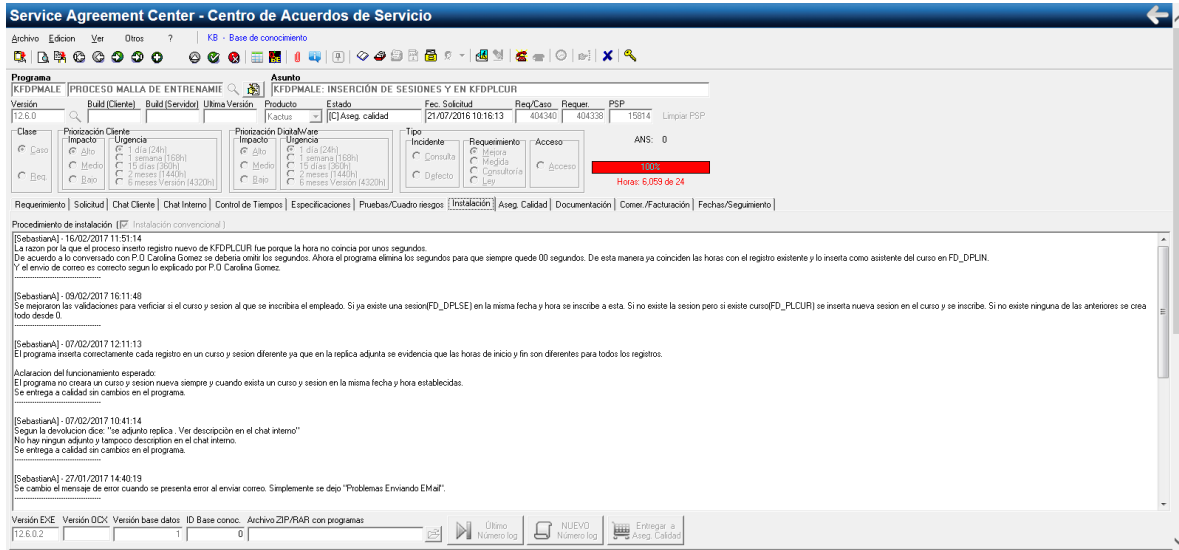 Service Agreement Center - Centro de Acuerdos de Servicio
Archivo Edicion Ver Otros ? KB - Base de conocimiento
Programa Asunto
KFDPMALE PROCESO MALLA DE ENTRENAMIE KFDPMALE: INSERCIÓN DE SESIONES Y EN KFDPLCUR
Versión Build (Cliente) Build (Servidor) Ultima Versión Producto Estado Fec. Solicitud Req/Caso Requer. PSP
12.6.0 Kactus [C] Aseg. calidad 21/07/2016 10:16:13 404340 404338 15814 Limpiar PSP
Clase Priorización Cliente Priorización DigitalWare Tipo
Impacto Urgencia Impacto Urgencia Incidente Requerimiento Acceso ANS: 0
Caso Alto 1 día (24h) Alto 1 día (24h) Consulta Mejora Acceso
1 semana (168h) 1 semana (168h) Medida
Medio 15 días (360h) Medio 15 días (360h) Consultoría 100%
Req. Bajo 2 meses (1440h) Bajo 2 meses (1440h) Defecto Ley
6 meses Versión (4320h) 6 meses Versión (4320h) Horas: 6,059 de 24
Requerimiento Solicitud Chat Cliente Chat Interno Control de Tiempos Especificaciones Pruebas/Cuadro riesgos Instalación Aseg. Calidad Documentación Comer./Facturación Fechas/Seguimiento
Procedimiento de instalación ( Instalación convencional )
[SebastianA] - 16/02/2017 11:51:14
La razon por la que el proceso inserto registro nuevo de KFDPLCUR fue porque la hora no coincia por unos segundos.
De acuerdo a lo conversado con P.O Carolina Gomez se deberia omitir los segundos. Ahora el programa elimina los segundos para que siempre quede 00 segundos. De esta manera ya coinciden las horas con el registro existente y lo inserta como asistente del curso en FD_DPLIN.
Y el envio de correo es correcto segun lo explicado por P.O Carolina Gomez.
----------------------------------------
[SebastianA] - 09/02/2017 16:11:48
Se mejoraron las validaciones para verficiar si el curso y sesion al que se inscribira el empleado. Si ya existe una sesion(FD_DPLSE) en la misma fecha y hora se inscribe a esta. Si no existe la sesion pero si existe curso(FD_PLCUR) se inserta nueva sesion en el curso y se inscribe. Si no existe ninguna de las anteriores se crea
todo desde 0.
----------------------------------------
[SebastianA] - 07/02/2017 12:11:13
El programa inserta correctamente cada registro en un curso y sesion diferente ya que en la replica adjunta se evidencia que las horas de inicio y fin son diferentes para todos los registros.
Aclaracion del funcionamiento esperado:
El programa no creara un curso y sesion nueva siempre y cuando exista un curso y sesion en la misma fecha y hora establecidas.
Se entrega a calidad sin cambios en el programa.
----------------------------------------
[SebastianA] - 07/02/2017 10:41:14
Segun la devolucion dice: "se adjunto replica . Ver descripciòn en el chat interno"
No hay ningun adjunto y tampoco description en el chat interno.
Se entrega a calidad sin cambios en el programa.
----------------------------------------
[SebastianA] - 27/01/2017 14:40:19
Se cambio el mensaje de error cuando se presenta error al enviar correo. Simplemente se dejo "Problemas Enviando EMail".
----------------------------------------
Versión EXE Versión OCX Versión base datos ID Base conoc. Archivo ZIP/RAR con programas
12.6.0.2 1 0
Último Número log
NUEVO Número log
Entregar a Aseg. Calidad